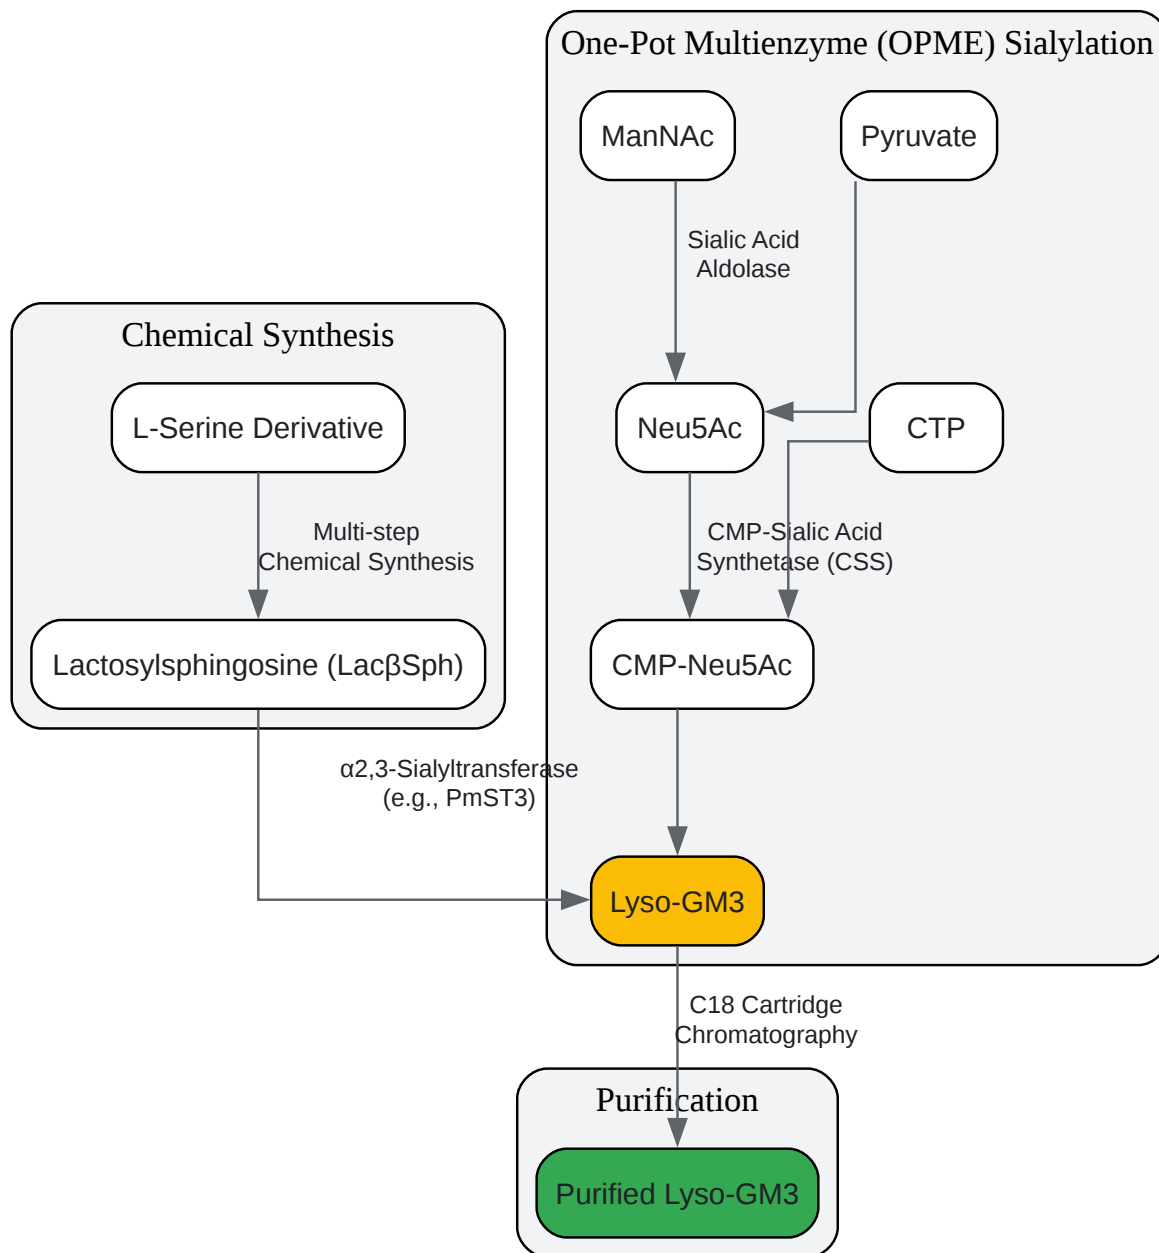 One-Pot Multienzyme (OPME) Sialylation
ManNAc
Pyruvate
Sialic Acid
Aldolase
Chemical Synthesis
L-Serine Derivative
Neu5Ac
CTP
Multi-step
Chemical Synthesis
CMP-Sialic Acid
Synthetase (CSS)
Lactosylsphingosine (LacβSph)
CMP-Neu5Ac
α2,3-Sialyltransferase
(e.g., PmST3)
Lyso-GM3
C18 Cartridge
Chromatography
Purification
Purified Lyso-GM3